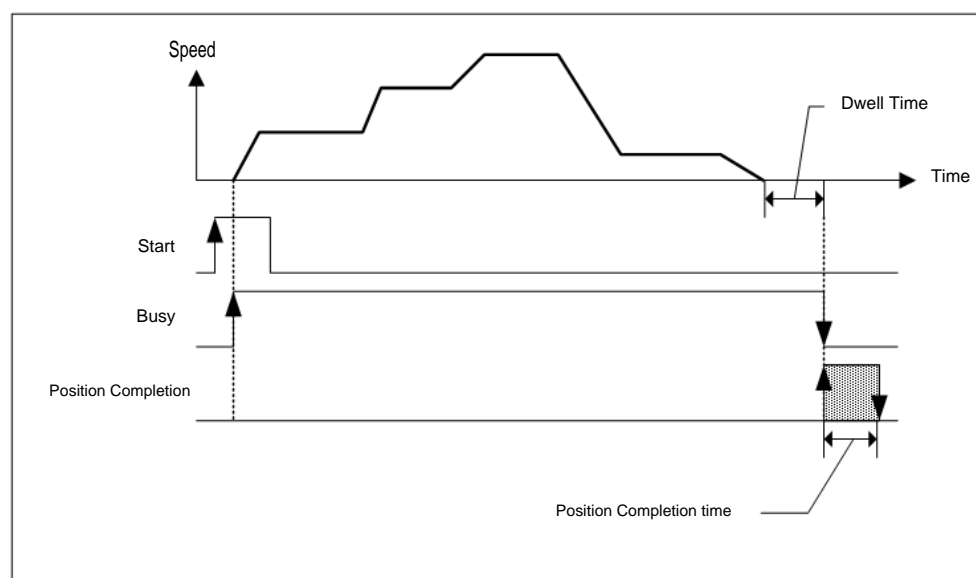 Speed
Dwell Time
Time
Start
Busy
Position Completion
Position Completion time